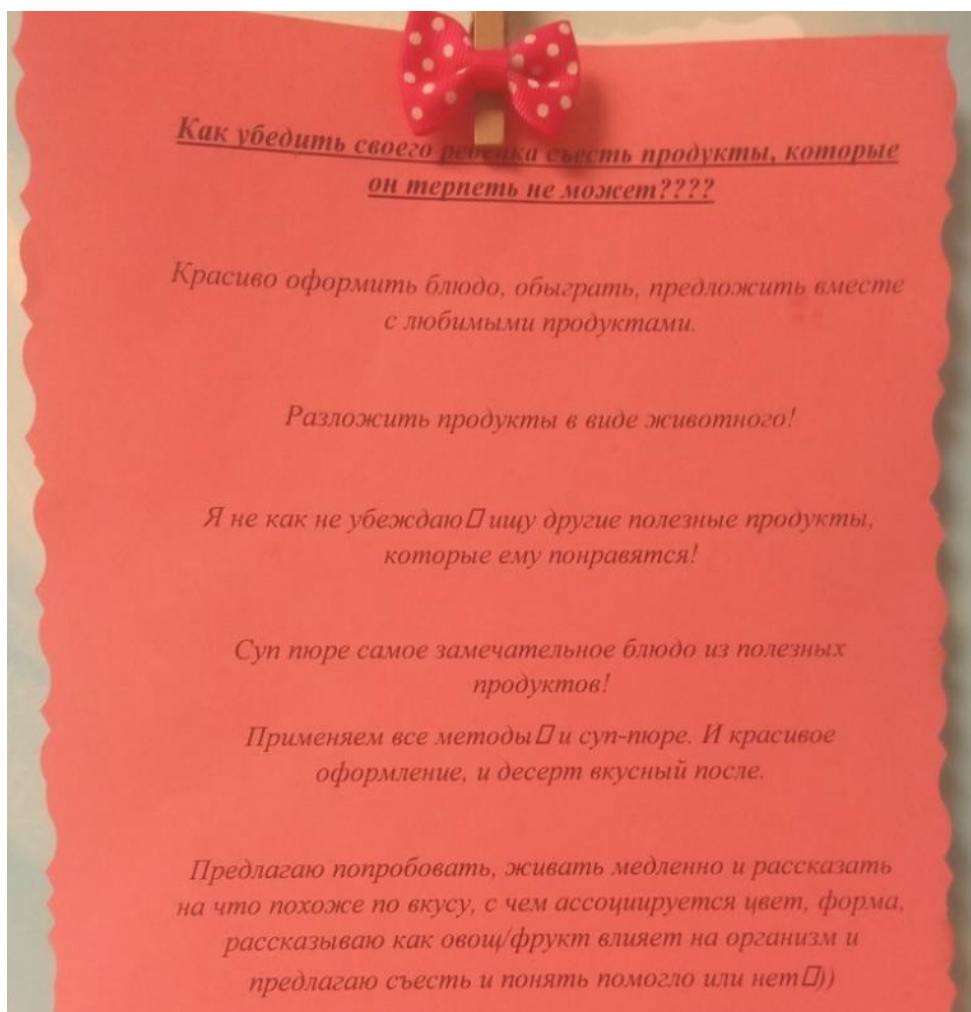 Как убедить своего ребенка съесть продукты, которые
он терпеть не может????
Красиво оформить блюдо, обыграть, предложить вместе
с любимыми продуктами.
Разложить продукты в виде животного!
Я не как не убеждаю▯ ищу другие полезные продукты,
которые ему понравятся!
Суп пюре самое замечательное блюдо из полезных
продуктов!
Применяем все методы▯ и суп-пюре. И красивое
оформление, и десерт вкусный после.
Предлагаю попробовать, живать медленно и рассказать
на что похоже по вкусу, с чем ассоциируется цвет, форма,
рассказываю как овощ/фрукт влияет на организм и
предлагаю съесть и понять помогло или нет▯))